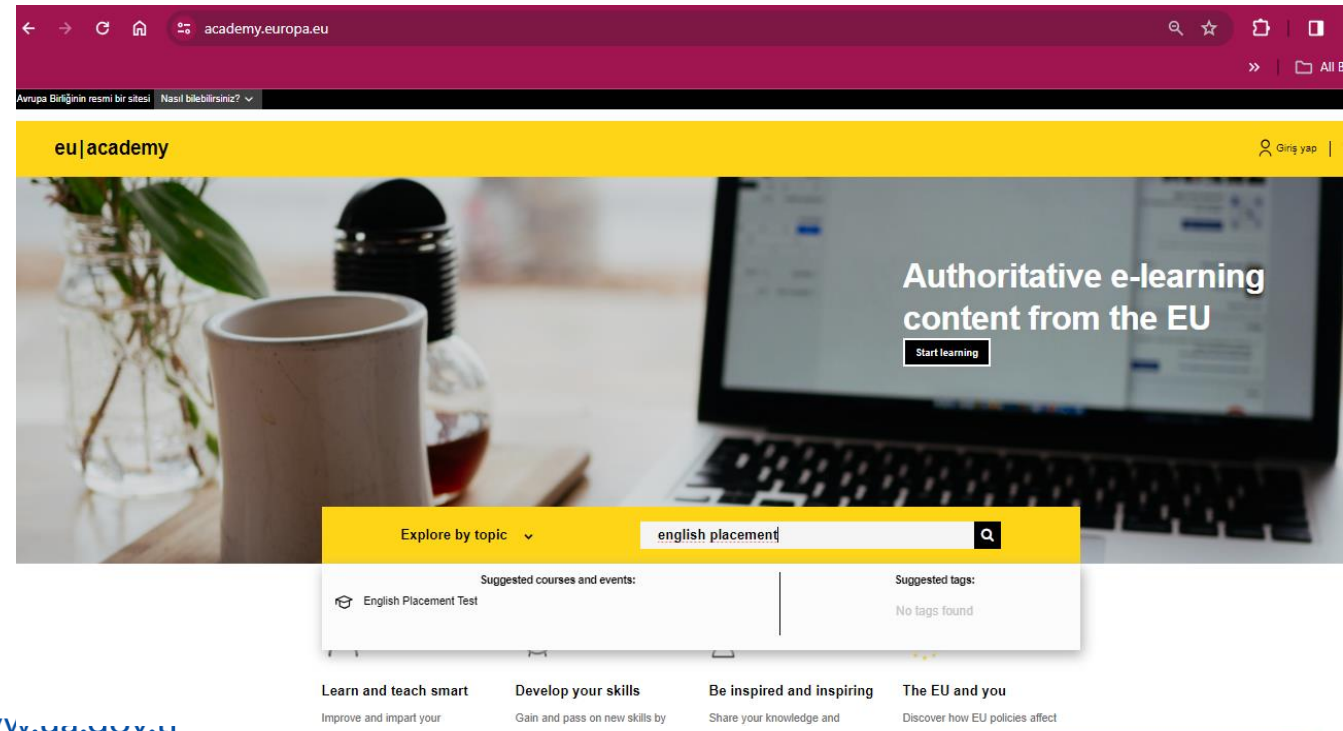 academy.europa.eu
» All B
Avrupa Birliğinin resmi bir sitesi Nasıl bilebilirsiniz?
eu|academy
Giriş yap
Authoritative e-learning
content from the EU
Start learning
Explore by topic
english placement
Suggested courses and events:
Suggested tags:
English Placement Test
No tags found
Learn and teach smart
Develop your skills
Be inspired and inspiring
The EU and you
Improve and impart your
Gain and pass on new skills by
Share your knowledge and
Discover how EU policies affect